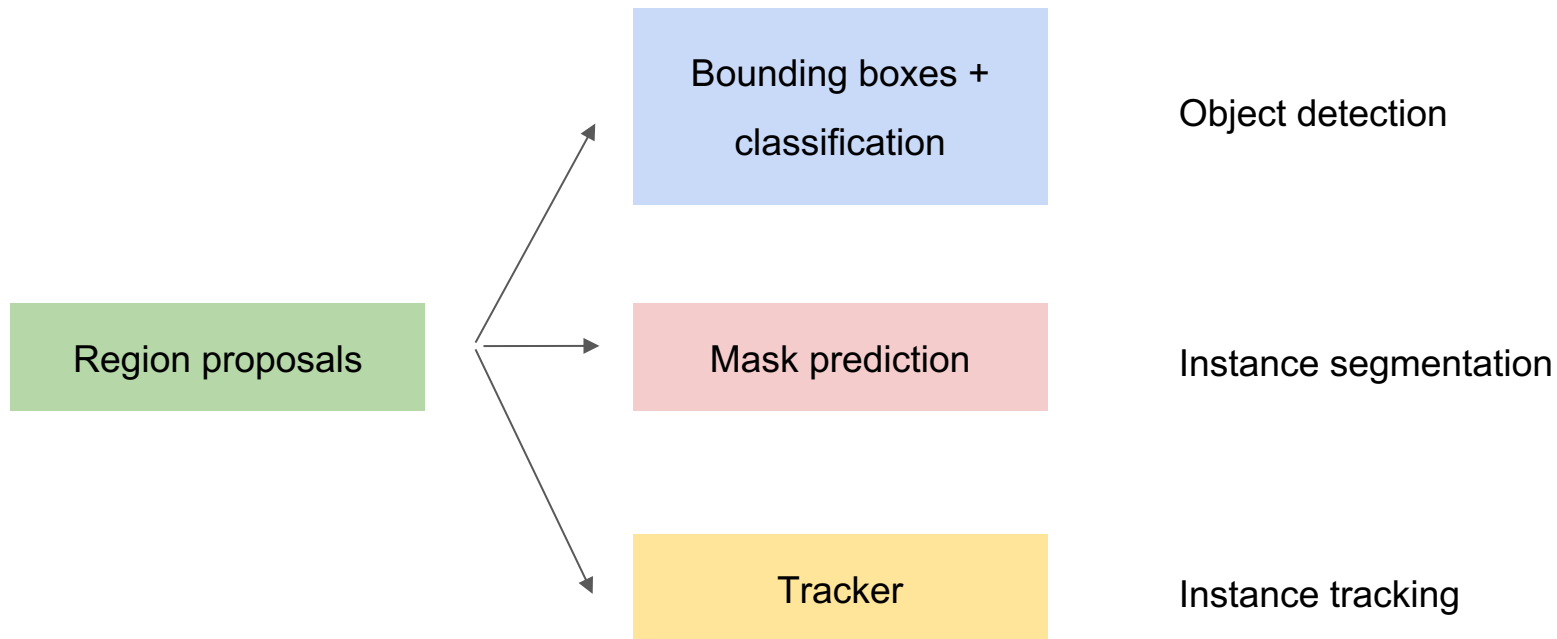 Bounding boxes +
classification
Object detection
Region proposals
Mask prediction
Instance segmentation
Tracker
Instance tracking